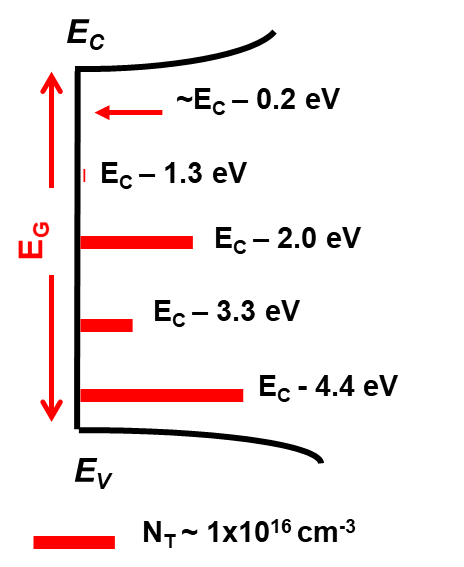 E_C
~E_C – 0.2 eV
E_C – 1.3 eV
E_G
E_C – 2.0 eV
E_C – 3.3 eV
E_C - 4.4 eV
E_V
N_T ~ 1x10^16 cm^-3